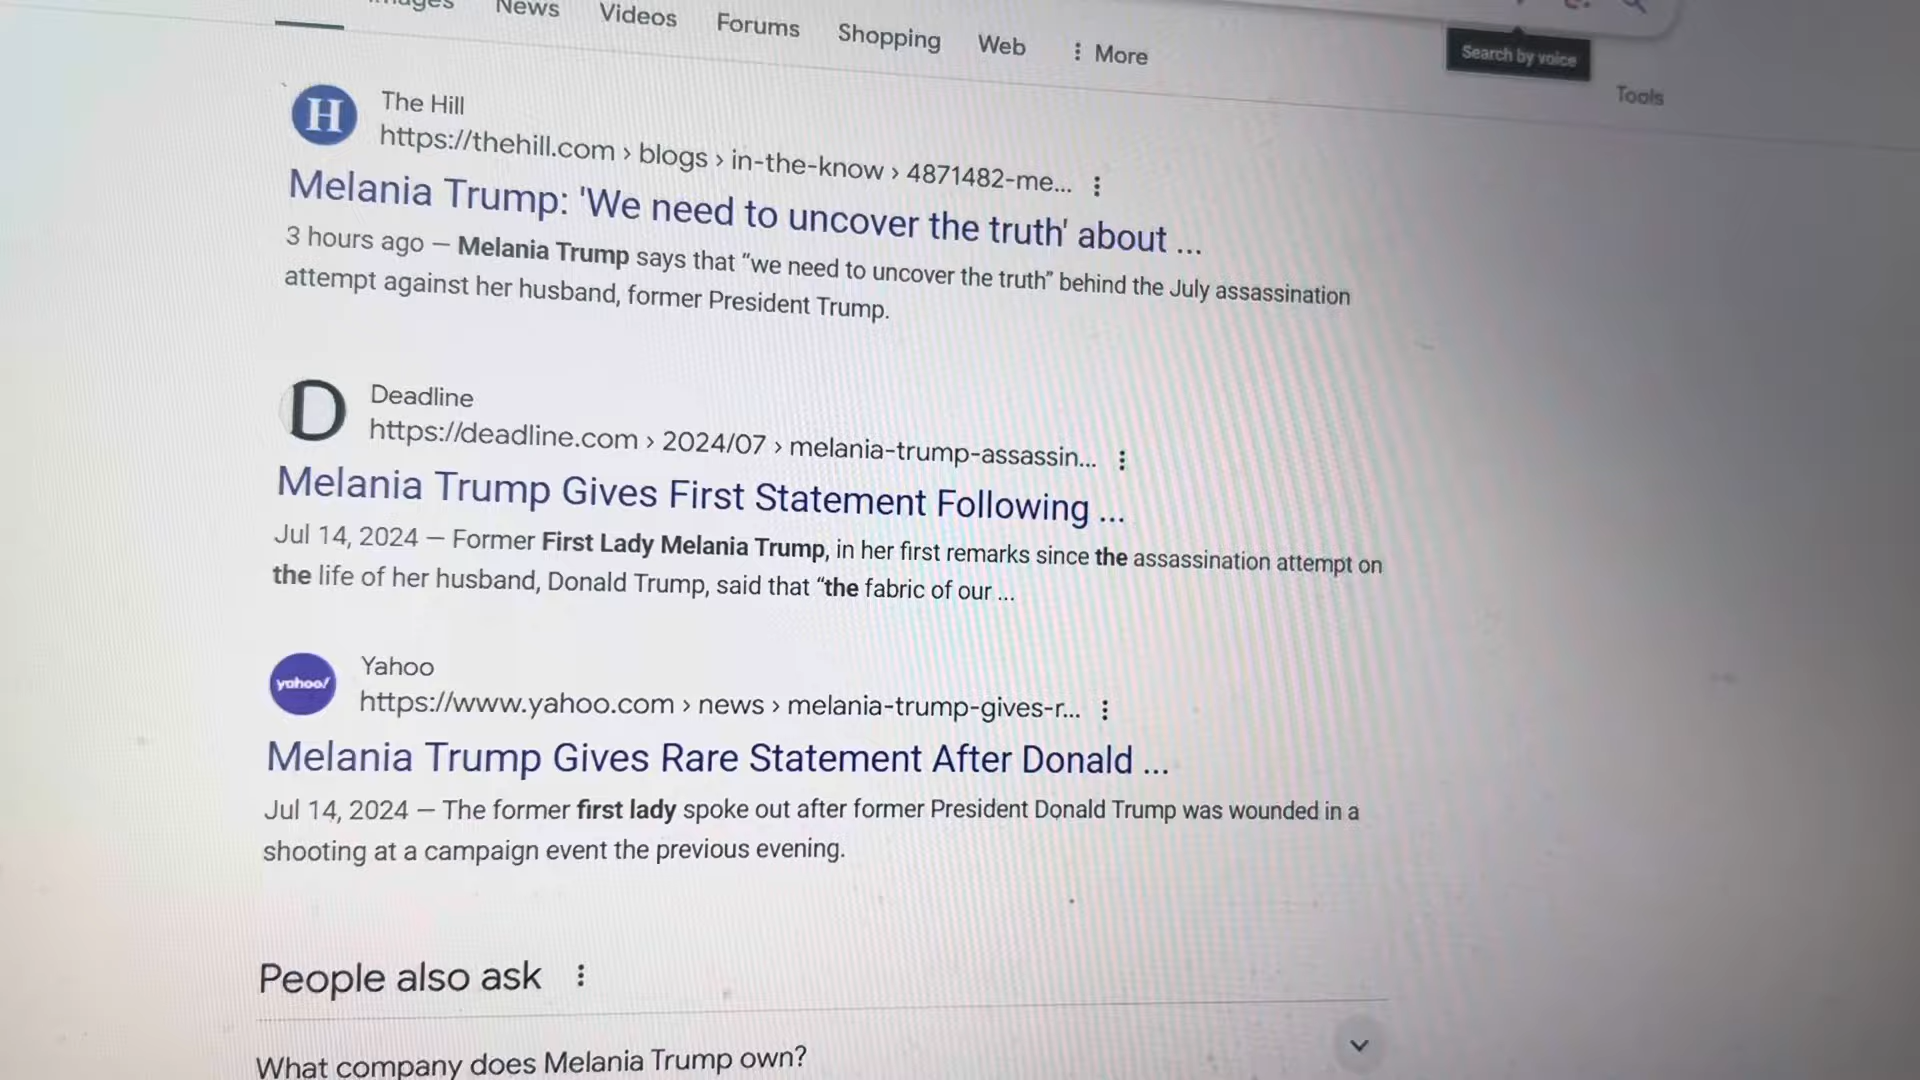 News Videos Forums Shopping Web More
Search by voice
Tools
H
The Hill
https://thehill.com › blogs › in-the-know › 4871482-me...
Melania Trump: 'We need to uncover the truth' about ...
3 hours ago — Melania Trump says that “we need to uncover the truth” behind the July assassination
attempt against her husband, former President Trump.
D
Deadline
https://deadline.com › 2024/07 › melania-trump-assassin...
Melania Trump Gives First Statement Following ...
Jul 14, 2024 — Former First Lady Melania Trump, in her first remarks since the assassination attempt on
the life of her husband, Donald Trump, said that “the fabric of our ...
yahoo!
Yahoo
https://www.yahoo.com › news › melania-trump-gives-r...
Melania Trump Gives Rare Statement After Donald ...
Jul 14, 2024 — The former first lady spoke out after former President Donald Trump was wounded in a
shooting at a campaign event the previous evening.
People also ask
What company does Melania Trump own?